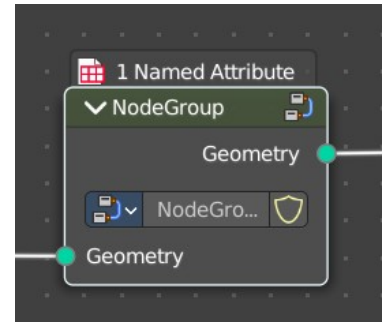 1 Named Attribute
NodeGroup
Geometry
NodeGro...
Geometry